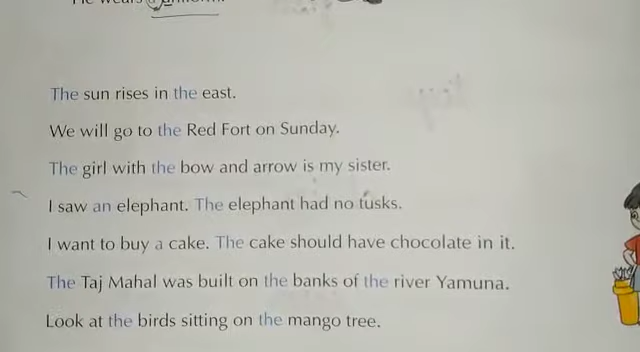 He wears a uniform.
The sun rises in the east.
We will go to the Red Fort on Sunday.
The girl with the bow and arrow is my sister.
I saw an elephant. The elephant had no tusks.
I want to buy a cake. The cake should have chocolate in it.
The Taj Mahal was built on the banks of the river Yamuna.
Look at the birds sitting on the mango tree.